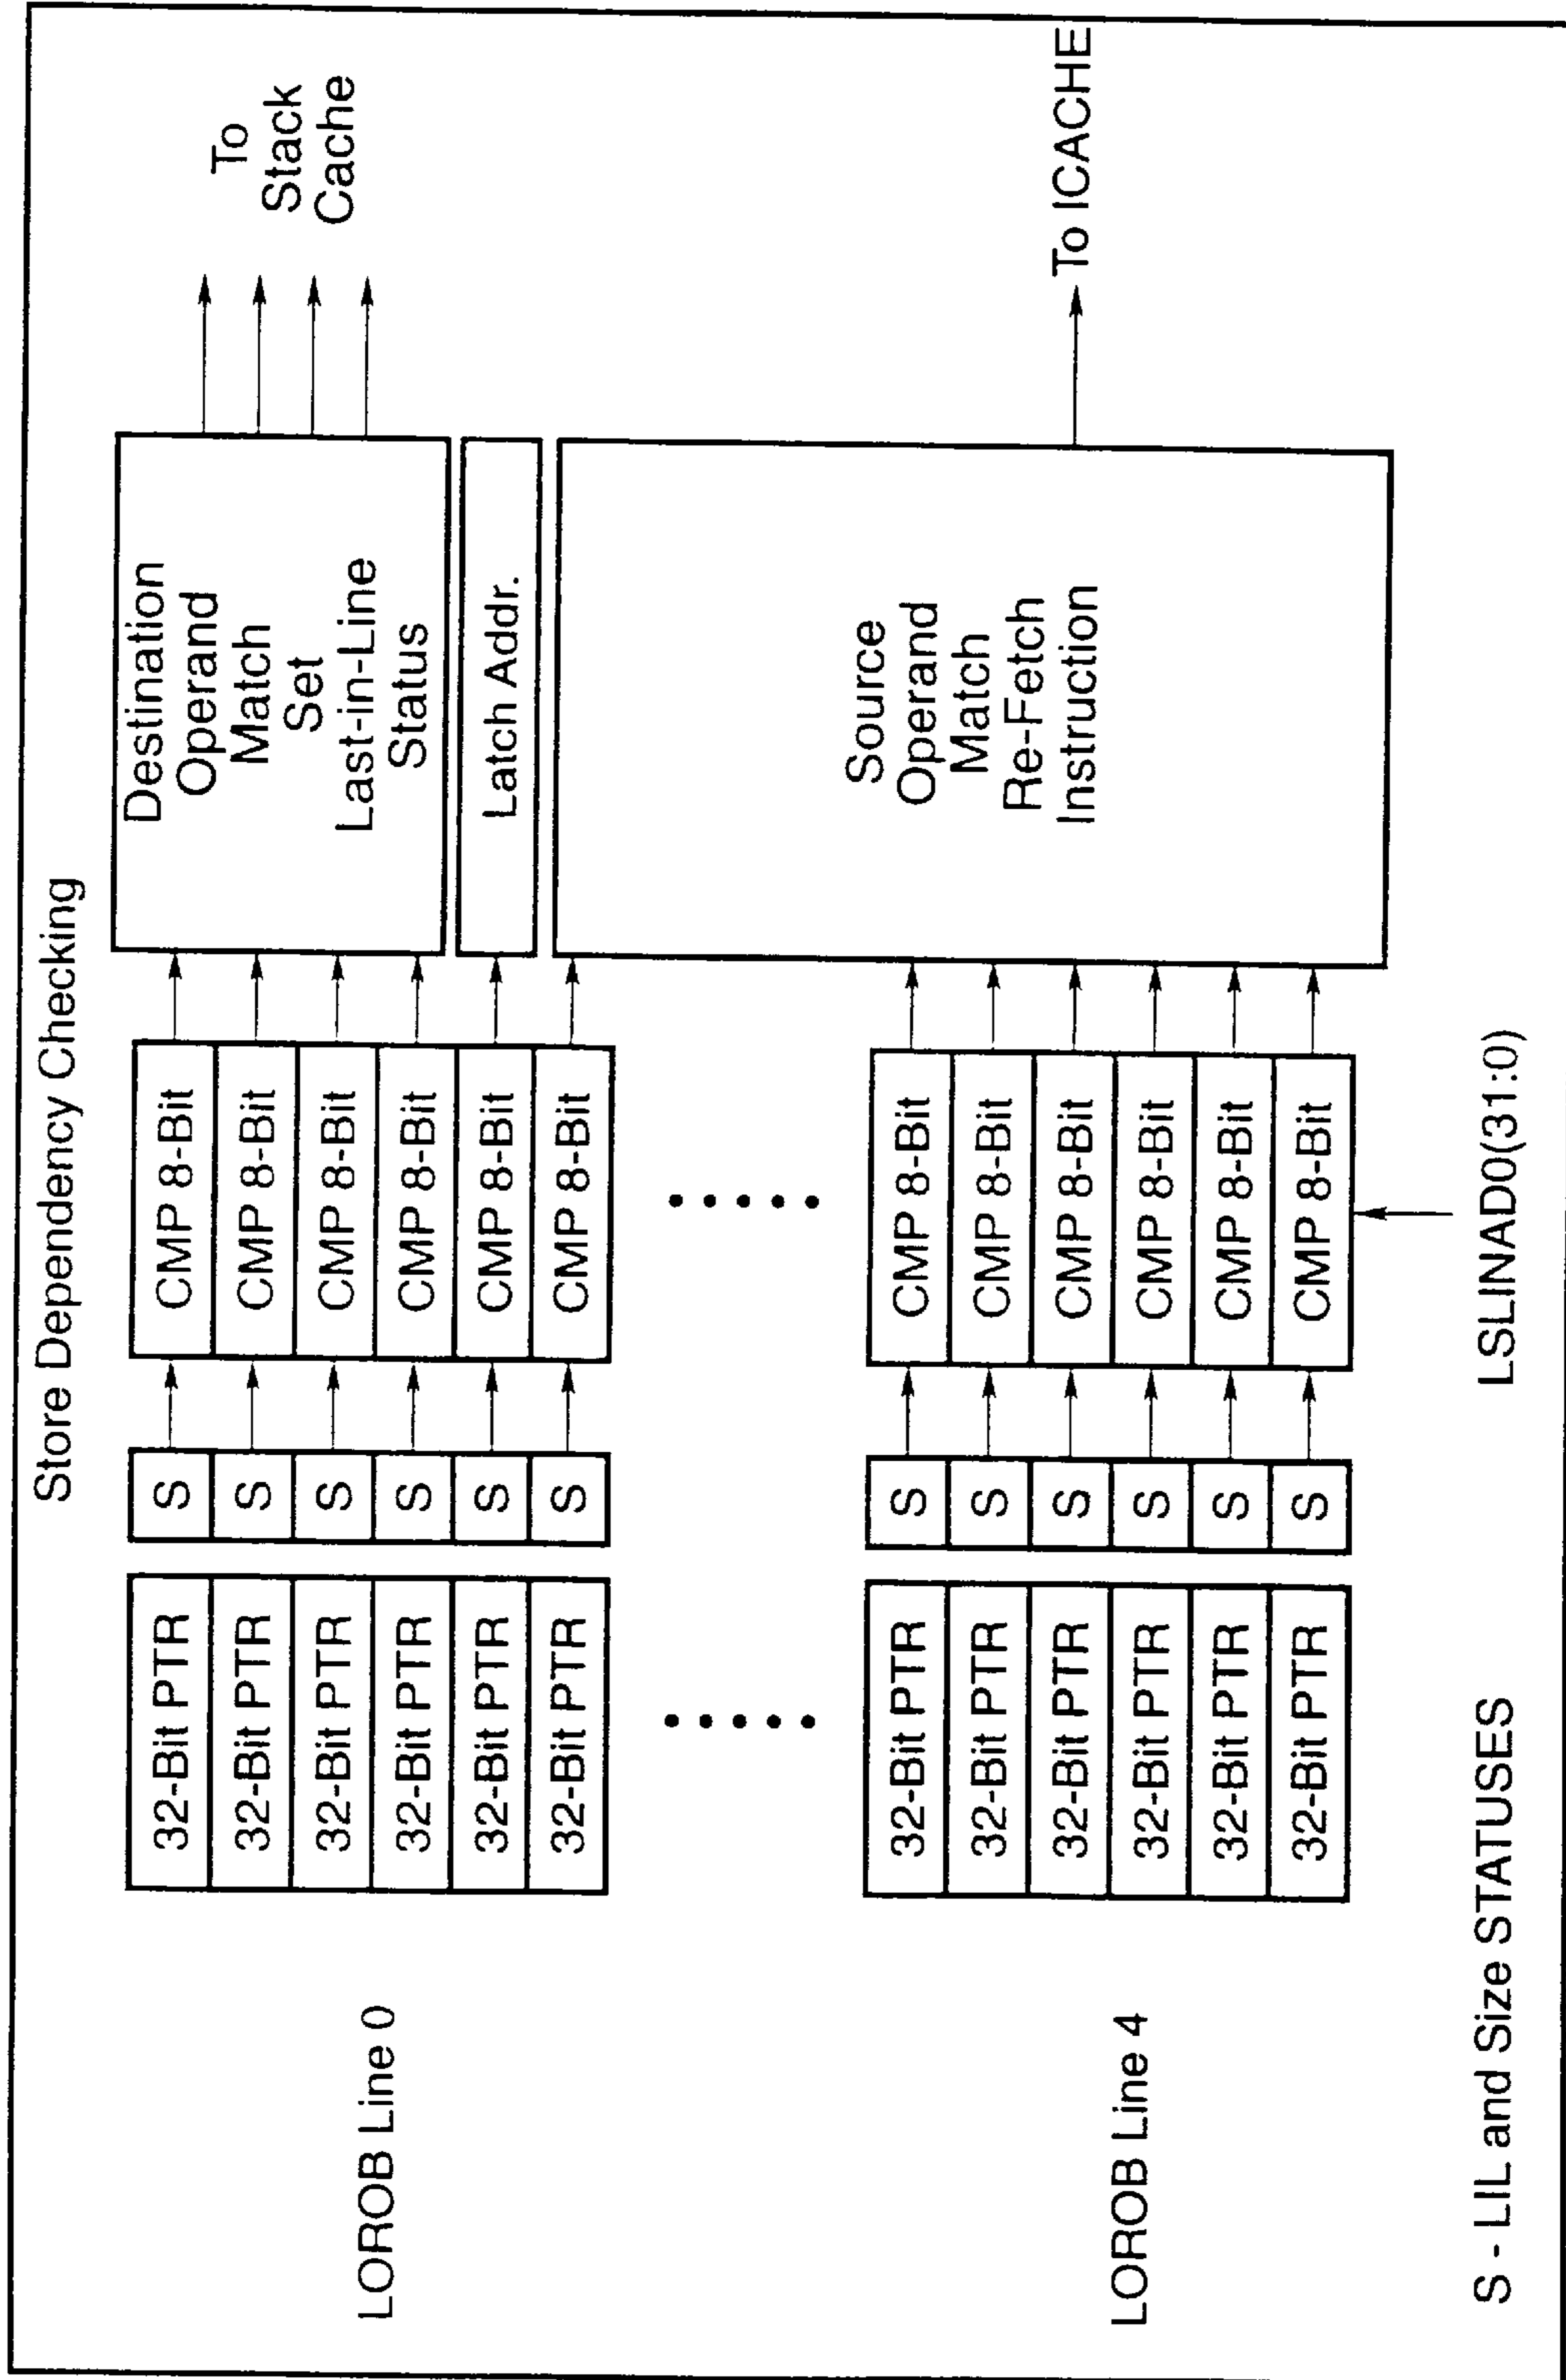 Store Dependency Checking
LOROB Line 0
32-Bit PTR
32-Bit PTR
32-Bit PTR
32-Bit PTR
32-Bit PTR
32-Bit PTR
S
S
S
S
S
S
CMP 8-Bit
CMP 8-Bit
CMP 8-Bit
CMP 8-Bit
CMP 8-Bit
CMP 8-Bit
Destination
Operand
Match
Set
Last-in-Line
Status
Latch Addr.
To
Stack
Cache
LOROB Line 4
32-Bit PTR
32-Bit PTR
32-Bit PTR
32-Bit PTR
32-Bit PTR
32-Bit PTR
S
S
S
S
S
S
CMP 8-Bit
CMP 8-Bit
CMP 8-Bit
CMP 8-Bit
CMP 8-Bit
CMP 8-Bit
Source
Operand
Match
Re-Fetch
Instruction
To ICACHE
LSLINAD0(31:0)
S - LIL and Size STATUSES